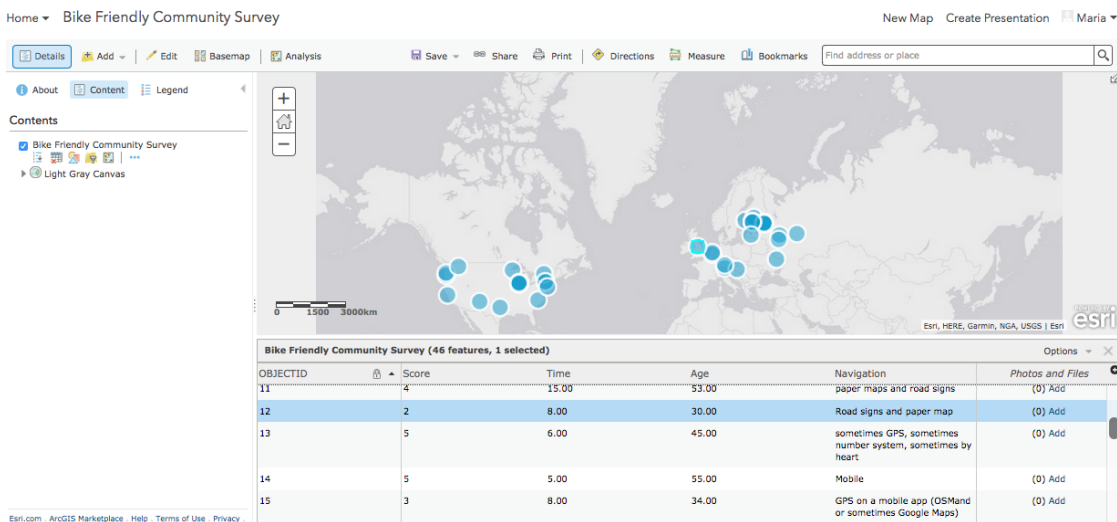 Home Bike Friendly Community Survey New Map Create Presentation Maria
Details Add Edit Basemap Analysis Save Share Print Directions Measure Bookmarks Find address or place
About Content Legend
Contents
Bike Friendly Community Survey
Light Gray Canvas
0 1500 3000km
Esri, HERE, Garmin, NGA, USGS | Esri
esri
Bike Friendly Community Survey (46 features, 1 selected) Options
OBJECTID Score Time Age Navigation Photos and Files
11 4 15.00 53.00 paper maps and road signs (0) Add
12 2 8.00 30.00 Road signs and paper map (0) Add
13 5 6.00 45.00 sometimes GPS, sometimes (0) Add
number system, sometimes by
heart
14 5 5.00 55.00 Mobile (0) Add
15 3 8.00 34.00 GPS on a mobile app (OSMand (0) Add
or sometimes Google Maps)
Esri.com . ArcGIS Marketplace . Help . Terms of Use . Privacy .